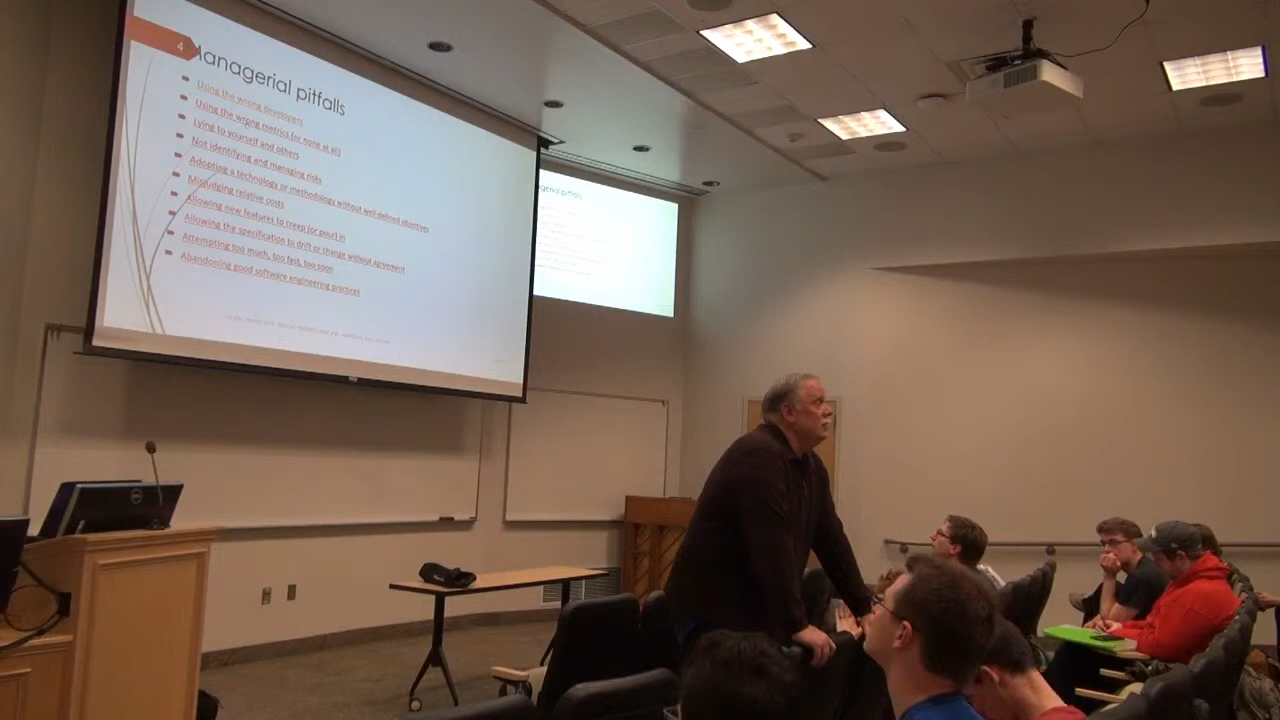 4
Managerial pitfalls
Using the wrong developers
Using the wrong metrics (or none at all)
Lying to yourself and others
Not identifying and managing risks
Adopting a technology or methodology without well-defined objectives
Misjudging relative costs
Allowing new features to creep (or pour) in
Allowing the specification to drift or change without agreement
Attempting too much, too fast, too soon
Abandoning good software engineering practices
pitfalls
DELL